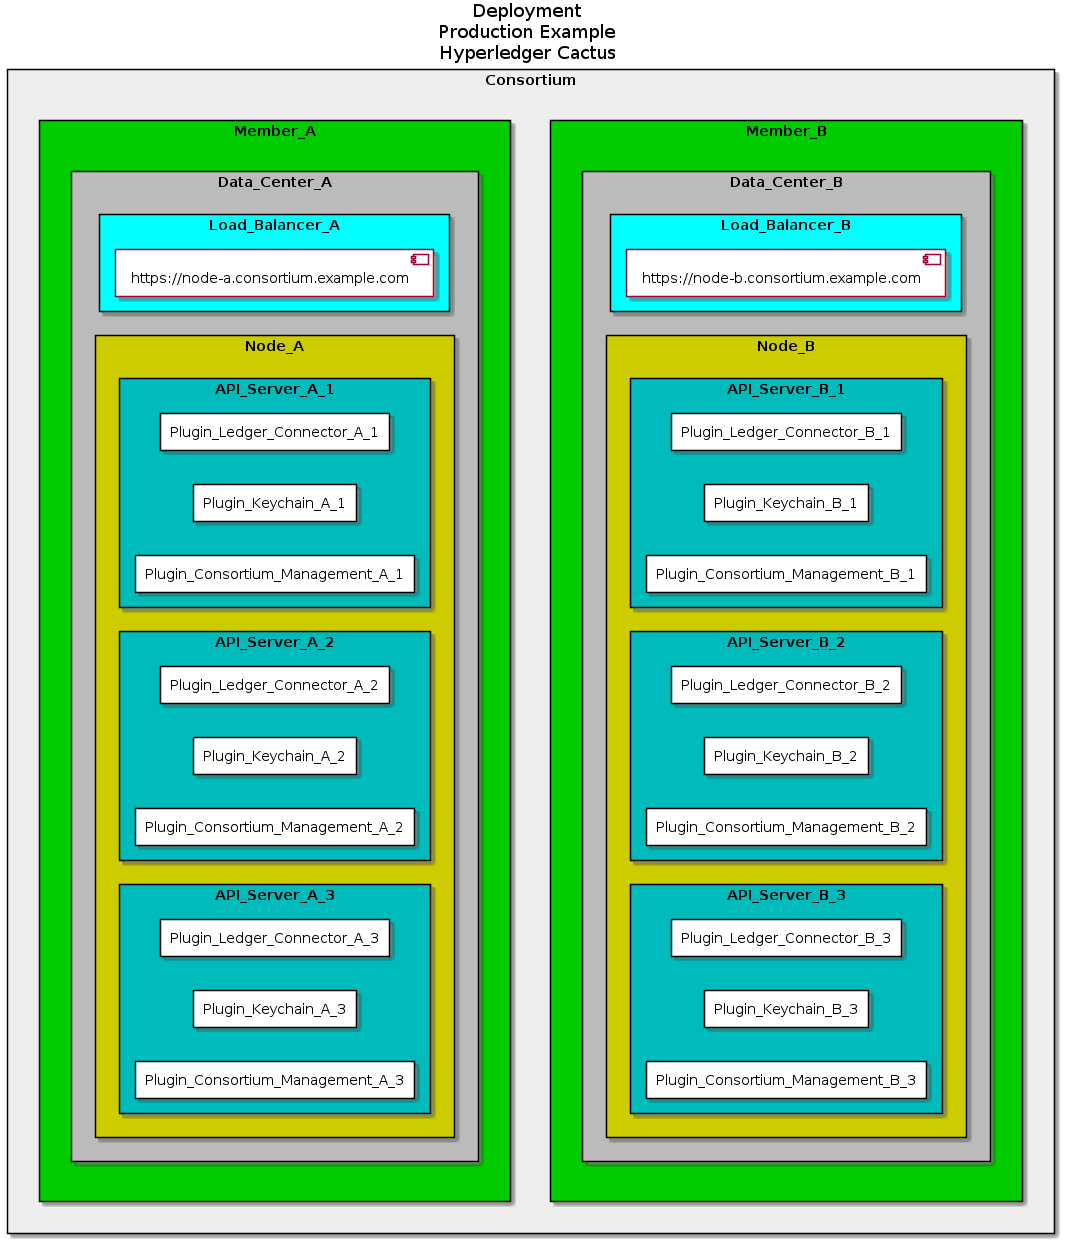 Deployment
Production Example
Hyperledger Cactus
Consortium
Member_A
Data_Center_A
Load_Balancer_A
https://node-a.consortium.example.com
Node_A
API_Server_A_1
Plugin_Ledger_Connector_A_1
Plugin_Keychain_A_1
Plugin_Consortium_Management_A_1
API_Server_A_2
Plugin_Ledger_Connector_A_2
Plugin_Keychain_A_2
Plugin_Consortium_Management_A_2
API_Server_A_3
Plugin_Ledger_Connector_A_3
Plugin_Keychain_A_3
Plugin_Consortium_Management_A_3
Member_B
Data_Center_B
Load_Balancer_B
https://node-b.consortium.example.com
Node_B
API_Server_B_1
Plugin_Ledger_Connector_B_1
Plugin_Keychain_B_1
Plugin_Consortium_Management_B_1
API_Server_B_2
Plugin_Ledger_Connector_B_2
Plugin_Keychain_B_2
Plugin_Consortium_Management_B_2
API_Server_B_3
Plugin_Ledger_Connector_B_3
Plugin_Keychain_B_3
Plugin_Consortium_Management_B_3